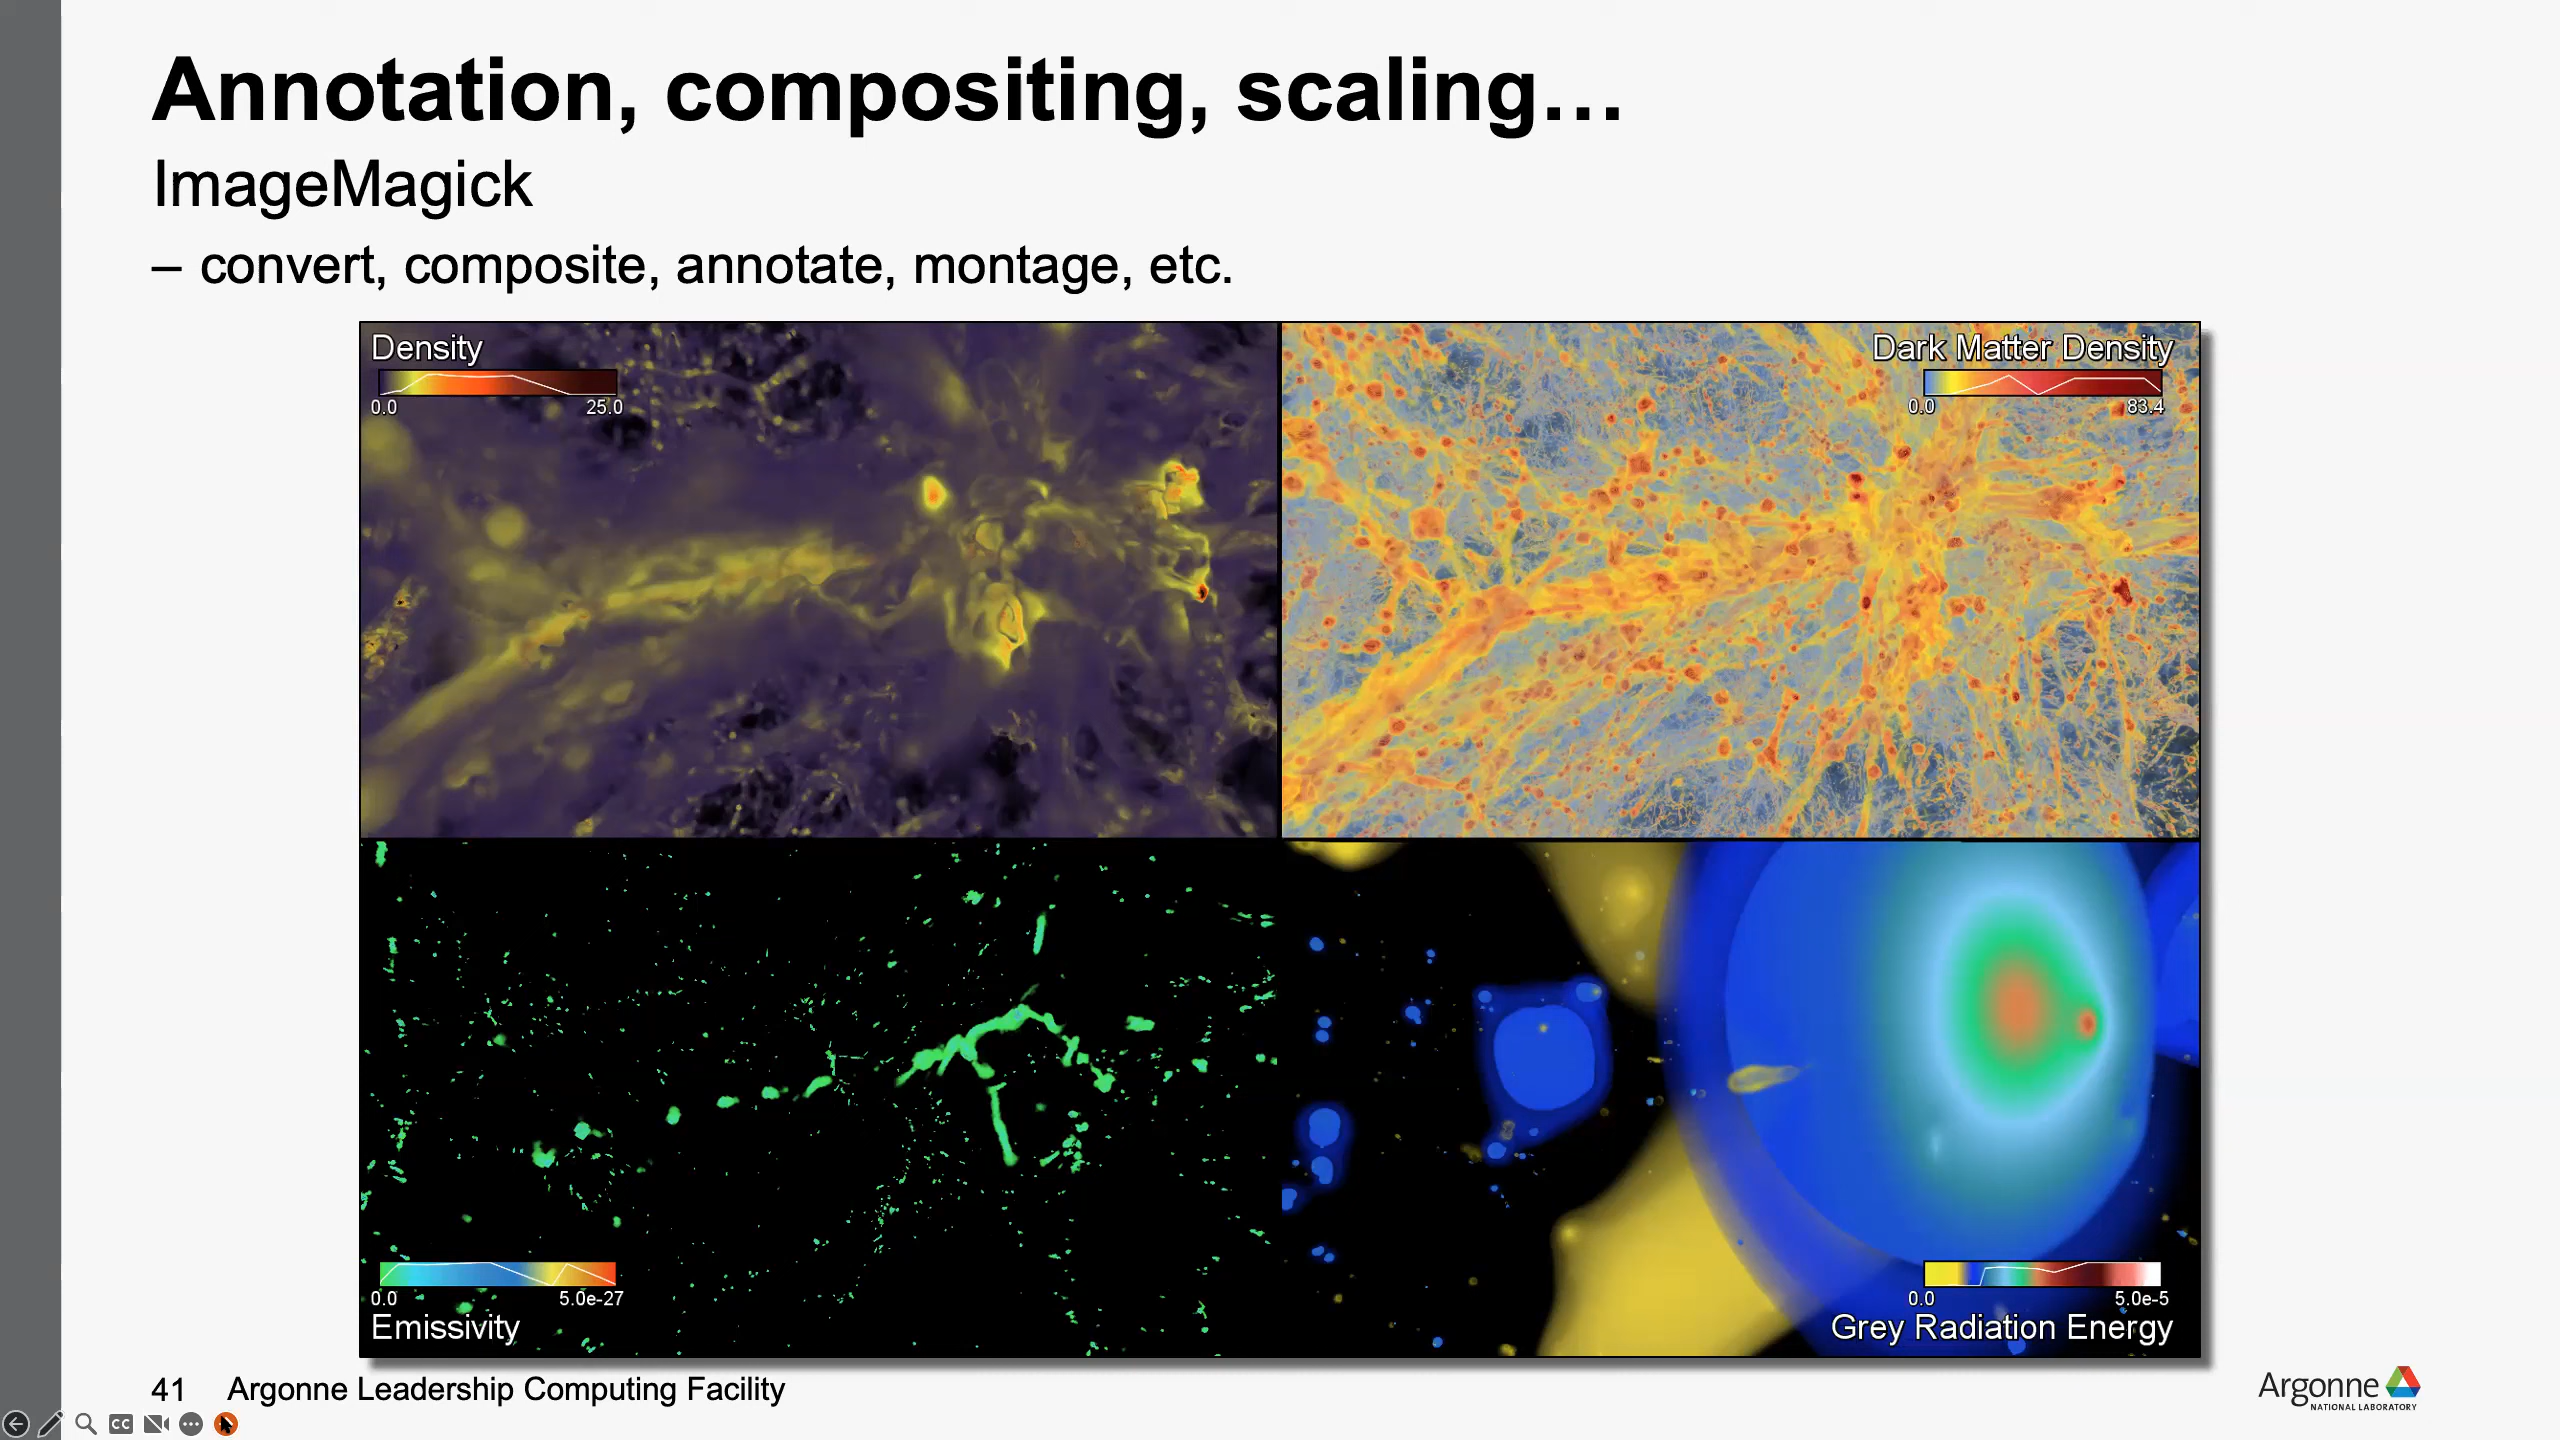 Annotation, compositing, scaling…
ImageMagick
– convert, composite, annotate, montage, etc.
Density
0.0 25.0
Dark Matter Density
0.0 83.4
0.0 5.0e-27
Emissivity
0.0 5.0e-5
Grey Radiation Energy
41 Argonne Leadership Computing Facility
Argonne
NATIONAL LABORATORY
CC